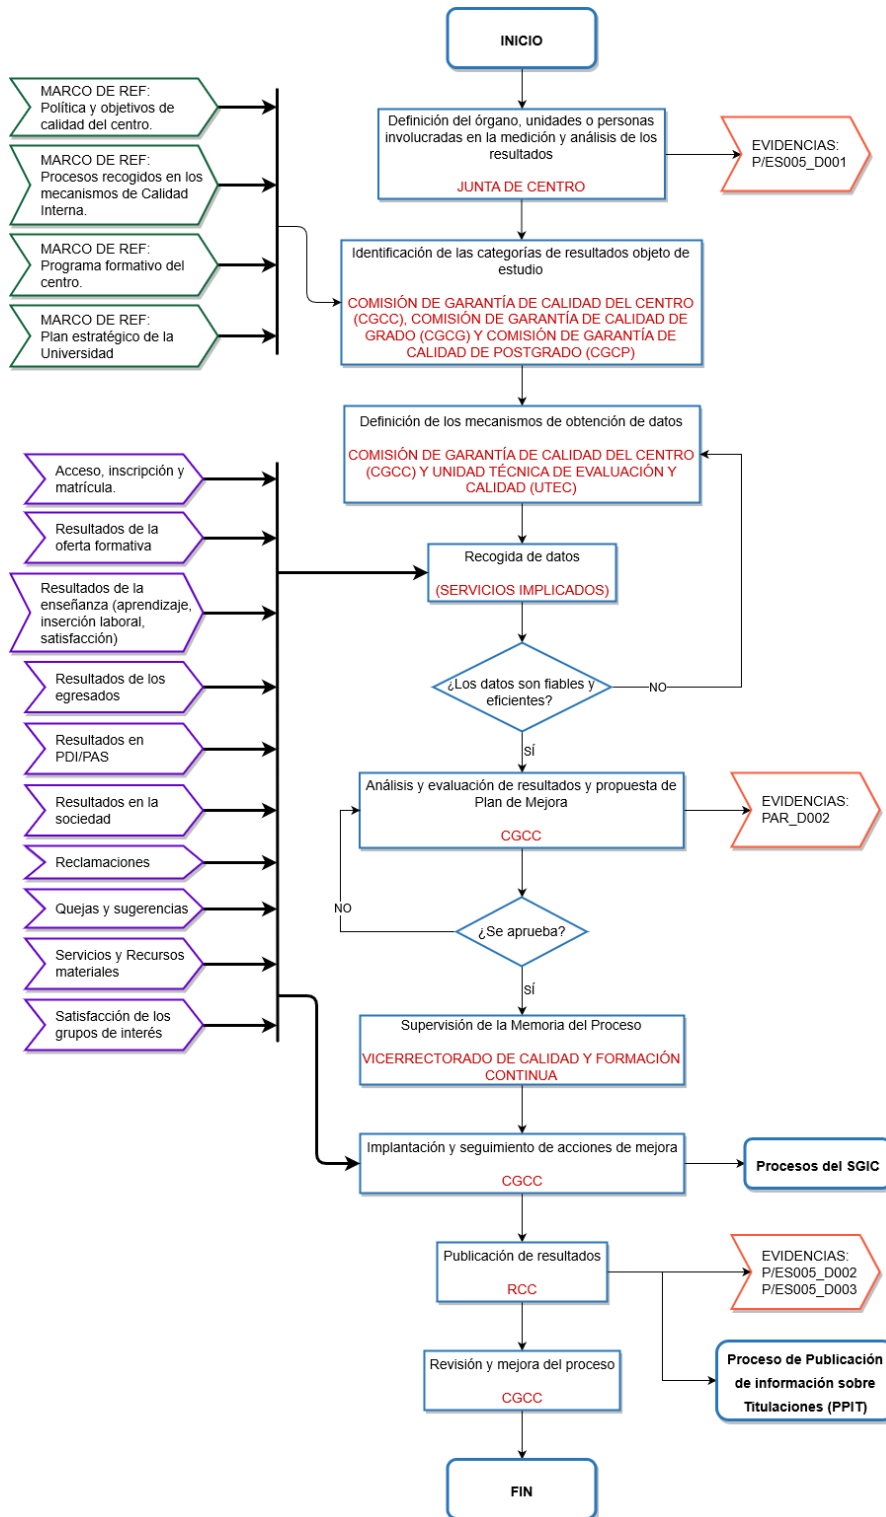 INICIO
MARCO DE REF:
Política y objetivos de
calidad del centro.
Definición del órgano, unidades o personas
involucradas en la medición y análisis de los
resultados
JUNTA DE CENTRO
EVIDENCIAS:
P/ES005_D001
MARCO DE REF:
Procesos recogidos en los
mecanismos de Calidad
Interna.
MARCO DE REF:
Programa formativo del
centro.
MARCO DE REF:
Plan estratégico de la
Universidad
Identificación de las categorías de resultados objeto de
estudio
COMISIÓN DE GARANTÍA DE CALIDAD DEL CENTRO
(CGCC), COMISIÓN DE GARANTÍA DE CALIDAD DE
GRADO (CGCG) Y COMISIÓN DE GARANTÍA DE
CALIDAD DE POSTGRADO (CGCP)
Definición de los mecanismos de obtención de datos
COMISIÓN DE GARANTÍA DE CALIDAD DEL CENTRO
(CGCC) Y UNIDAD TÉCNICA DE EVALUACIÓN Y
CALIDAD (UTEC)
Acceso, inscripción y
matrícula.
Resultados de la
oferta formativa
Resultados de la
enseñanza (aprendizaje,
inserción laboral,
satisfacción)
Resultados de los
egresados
Resultados en
PDI/PAS
Resultados en la
sociedad
Reclamaciones
Quejas y sugerencias
Servicios y Recursos
materiales
Satisfacción de los
grupos de interés
Recogida de datos
(SERVICIOS IMPLICADOS)
¿Los datos son fiables y
eficientes?
NO
SÍ
Análisis y evaluación de resultados y propuesta de
Plan de Mejora
CGCC
EVIDENCIAS:
PAR_D002
NO
¿Se aprueba?
SÍ
Supervisión de la Memoria del Proceso
VICERRECTORADO DE CALIDAD Y FORMACIÓN
CONTINUA
Implantación y seguimiento de acciones de mejora
CGCC
Procesos del SGIC
Publicación de resultados
RCC
EVIDENCIAS:
P/ES005_D002
P/ES005_D003
Proceso de Publicación
de información sobre
Titulaciones (PPIT)
Revisión y mejora del proceso
CGCC
FIN